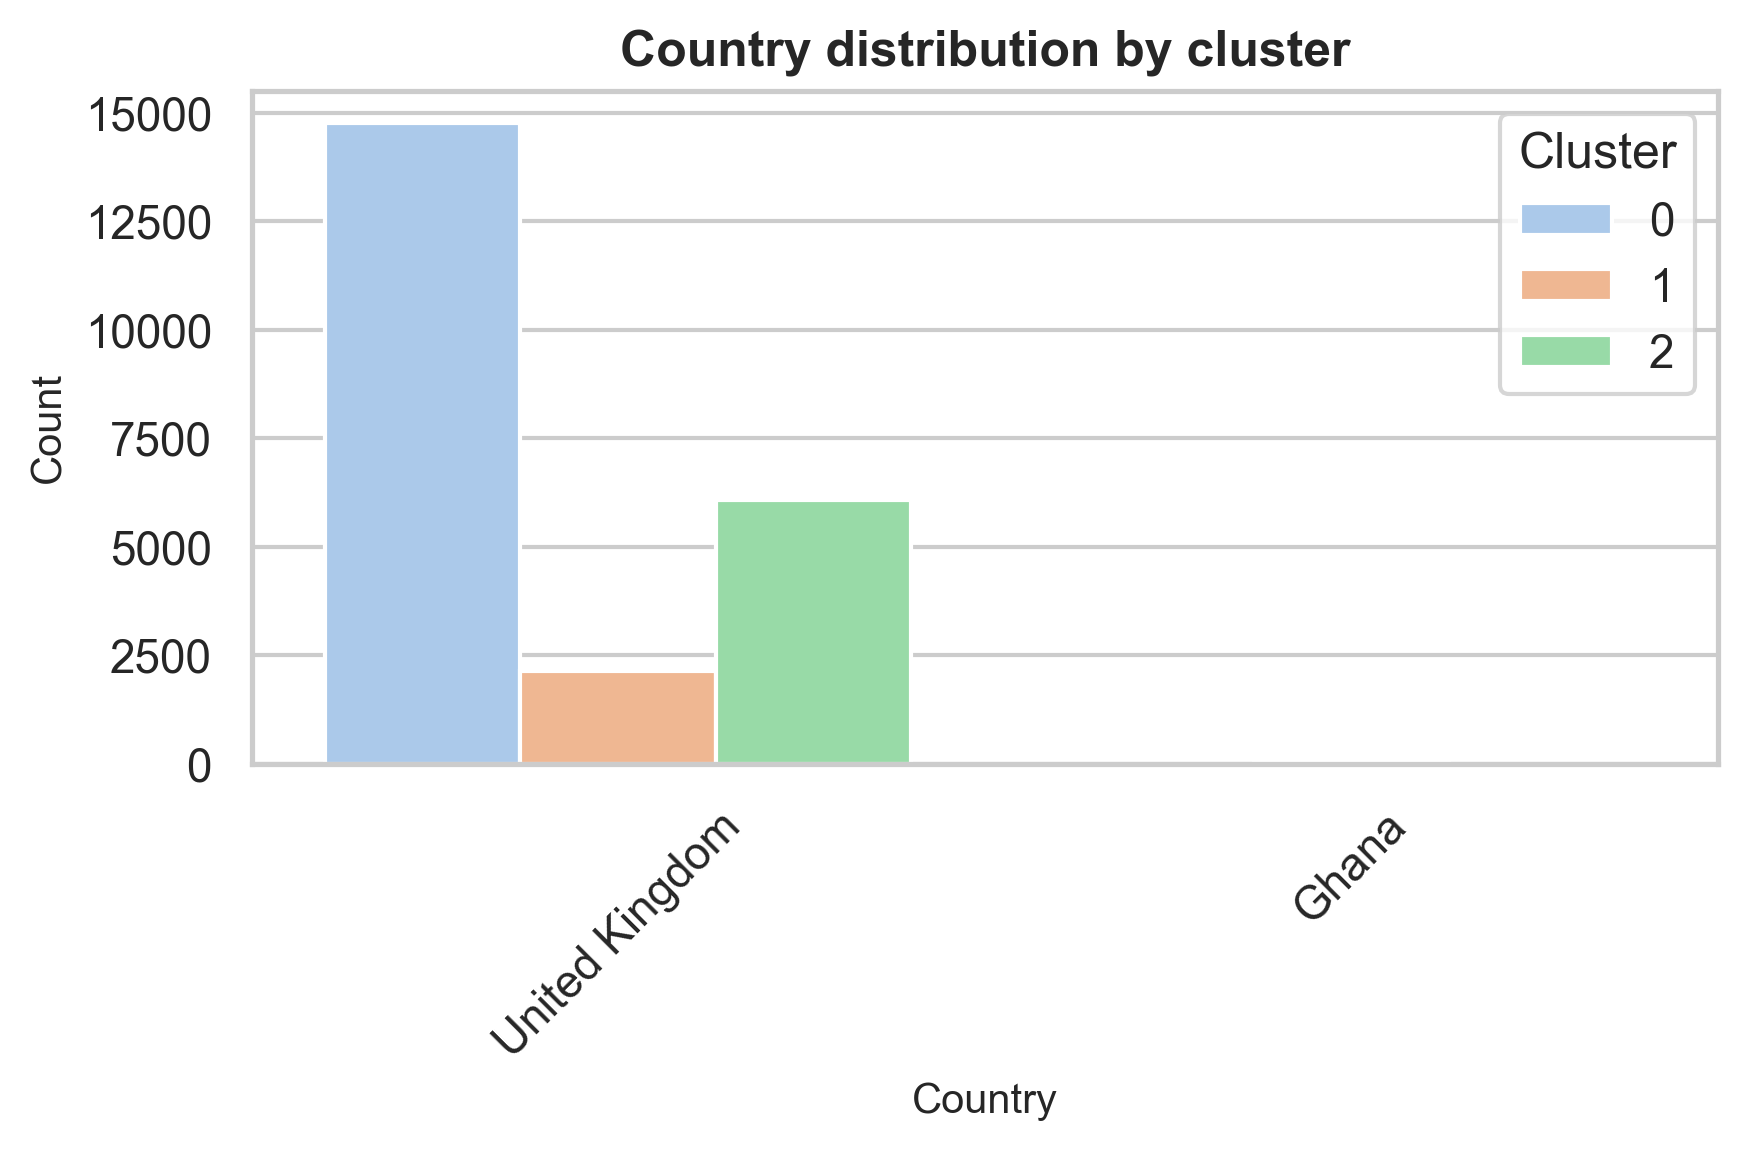 Country distribution by cluster
15000
12500
10000
7500
5000
2500
0
Count
Cluster
0
1
2
United Kingdom
Ghana
Country